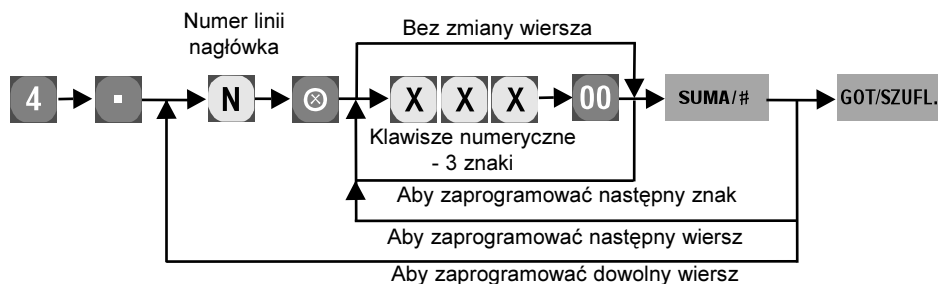 Numer linii
nagłówka
Bez zmiany wiersza
4 . N ⊗ X X X 00 SUMA/# GOT/SZUFL.
Klawisze numeryczne
- 3 znaki
Aby zaprogramować następny znak
Aby zaprogramować następny wiersz
Aby zaprogramować dowolny wiersz